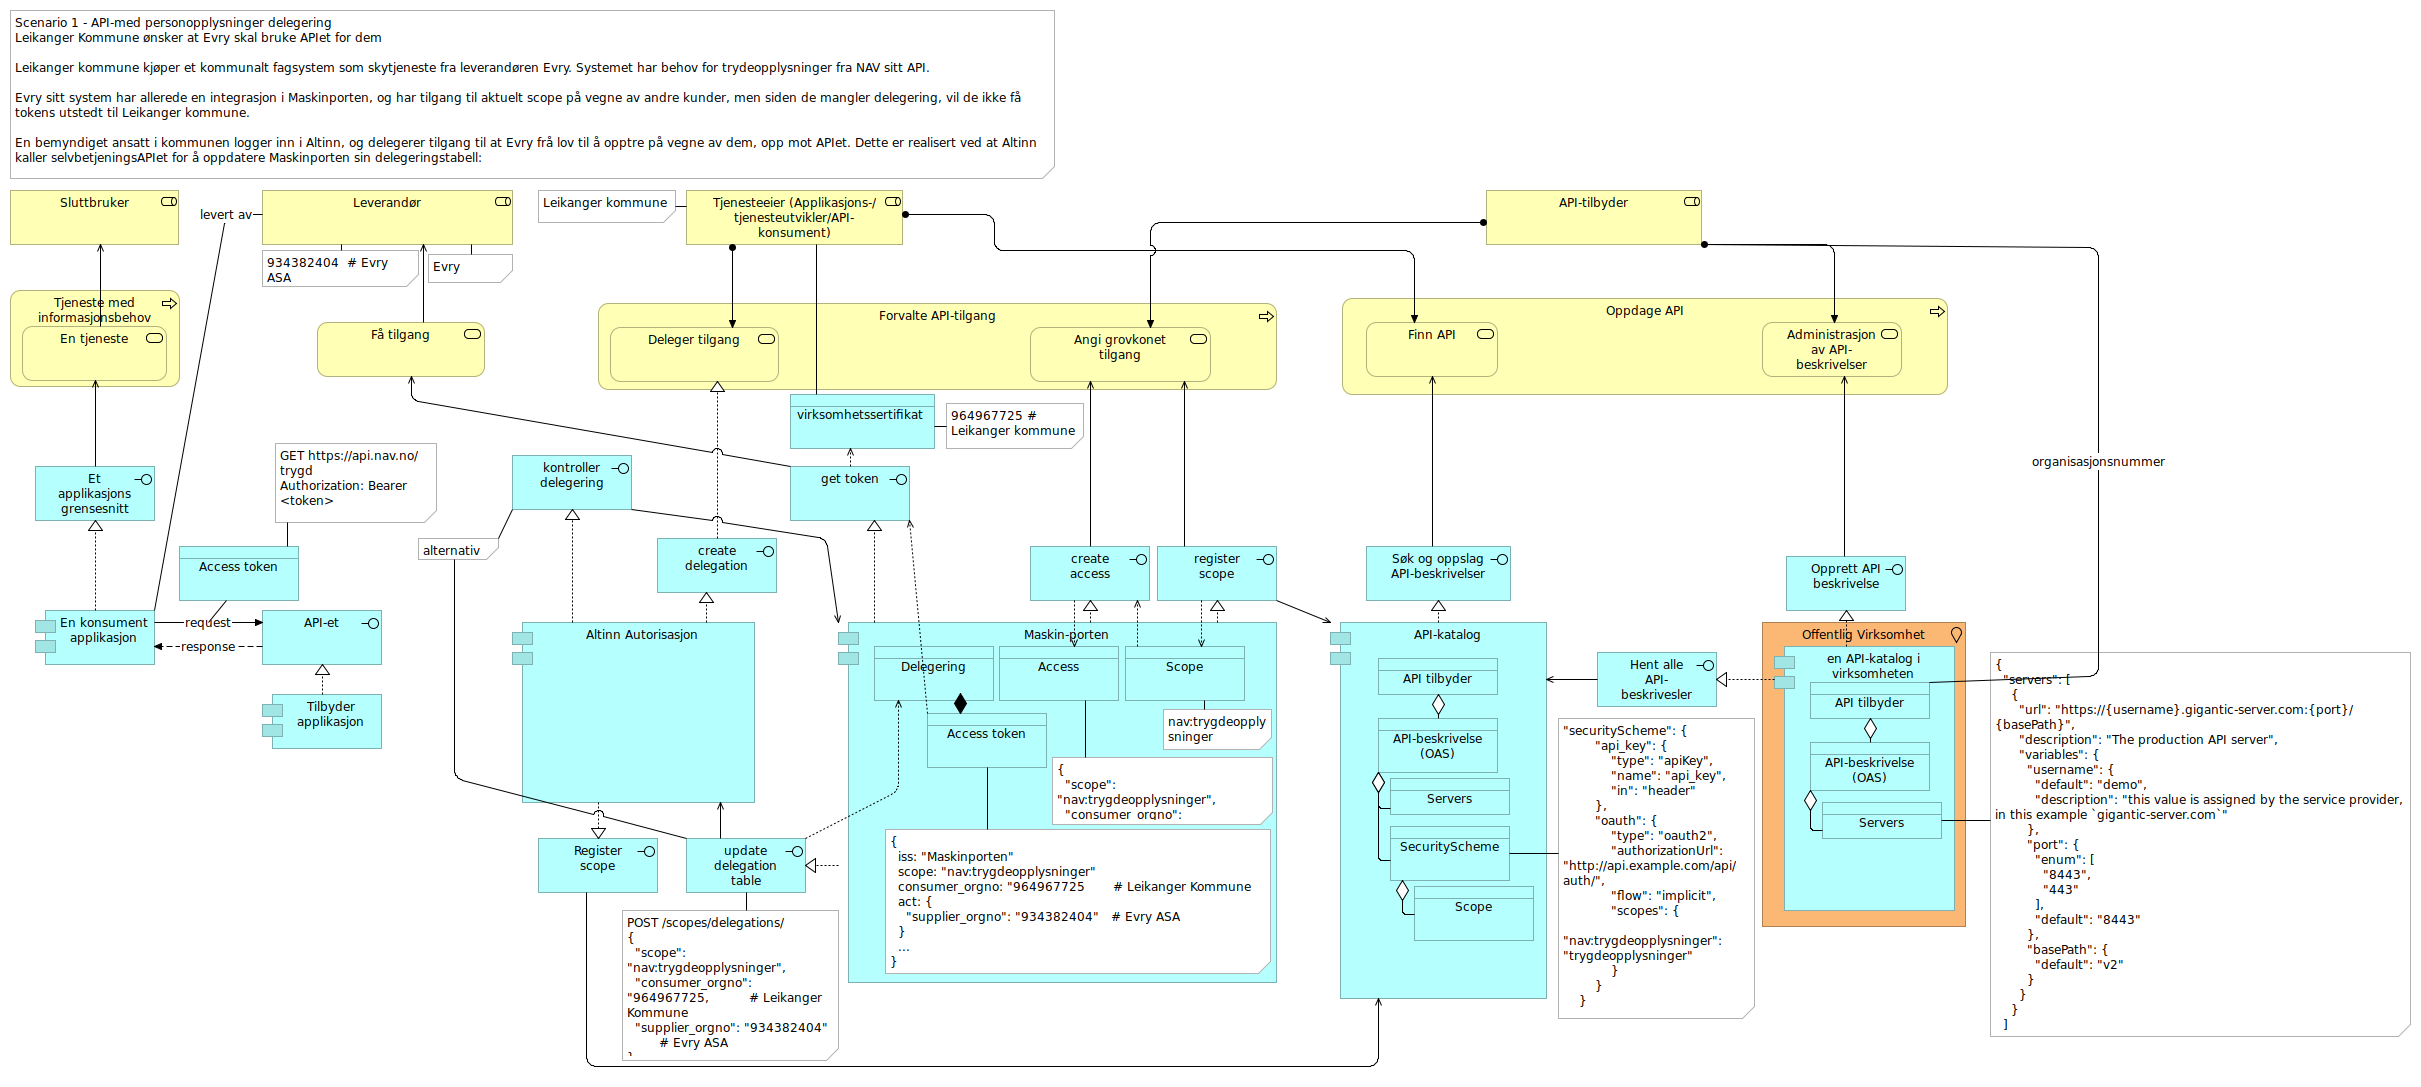 Scenario 1 - API-med personopplysninger delegering
Leikanger Kommune ønsker at Evry skal bruke APIet for dem
Leikanger kommune kjøper et kommunalt fagsystem som skytjeneste fra leverandøren Evry. Systemet har behov for trydeopplysninger fra NAV sitt API.
Evry sitt system har allerede en integrasjon i Maskinporten, og har tilgang til aktuelt scope på vegne av andre kunder, men siden de mangler delegering, vil de ikke få
tokens utstedt til Leikanger kommune.
En bemyndiget ansatt i kommunen logger inn i Altinn, og delegerer tilgang til at Evry frå lov til å opptre på vegne av dem, opp mot APIet. Dette er realisert ved at Altinn
kaller selvbetjeningsAPIet for å oppdatere Maskinporten sin delegeringstabell:
Sluttbruker
levert av
Leverandør
934382404  # Evry
ASA
Evry
Leikanger kommune
Tjenesteeier (Applikasjons-/
tjenesteutvikler/API-
konsument)
API-tilbyder
Tjeneste med
informasjonsbehov
En tjeneste
Få tilgang
Forvalte API-tilgang
Deleger tilgang
Angi grovkonet
tilgang
Oppdage API
Finn API
Administrasjon
av API-
beskrivelser
virksomhetssertifikat
964967725 #
Leikanger kommune
organisasjonsnummer
GET https://api.nav.no/
trygd
Authorization: Bearer
<token>
Et
applikasjons
grensesnitt
kontroller
delegering
get token
alternativ
create
delegation
create
access
register
scope
Søk og oppslag
API-beskrivelser
Opprett API
beskrivelse
Access token
En konsument
applikasjon
request
response
API-et
Tilbyder
applikasjon
Altinn Autorisasjon
Maskin-porten
Delegering
Access
Scope
Access token
nav:trygdeopply
sninger
{
"scope":
"nav:trygdeopplysninger",
"consumer_orgno":
{
iss: "Maskinporten"
scope: "nav:trygdeopplysninger"
consumer_orgno: "964967725       # Leikanger Kommune
act: {
"supplier_orgno": "934382404"   # Evry ASA
}
...
}
Register
scope
update
delegation
table
POST /scopes/delegations/
{
"scope":
"nav:trygdeopplysninger",
"consumer_orgno":
"964967725,          # Leikanger
Kommune
"supplier_orgno": "934382404"
# Evry ASA
}
API-katalog
API tilbyder
API-beskrivelse
(OAS)
Servers
SecurityScheme
Scope
Hent alle
API-
beskrivesler
"securityScheme": {
"api_key": {
"type": "apiKey",
"name": "api_key",
"in": "header"
},
"oauth": {
"type": "oauth2",
"authorizationUrl":
"http://api.example.com/api/
auth/",
"flow": "implicit",
"scopes": {
"nav:trygdeopplysninger":
"trygdeopplysninger"
}
}
}
Offentlig Virksomhet
en API-katalog i
virksomheten
API tilbyder
API-beskrivelse
(OAS)
Servers
{
"servers": [
{
"url": "https://{username}.gigantic-server.com:{port}/
{basePath}",
"description": "The production API server",
"variables": {
"username": {
"default": "demo",
"description": "this value is assigned by the service provider,
in this example `gigantic-server.com`"
},
"port": {
"enum": [
"8443",
"443"
],
"default": "8443"
},
"basePath": {
"default": "v2"
}
}
}
]